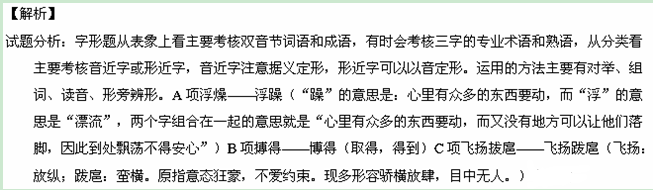 【解析】
试题分析：字形题从表象上看主要考核双音节词语和成语，有时会考核三字的专业术语和熟语，从分类看
主要考核音近字或形近字，音近字注意据义定形，形近字可以以音定形。运用的方法主要有对举、组
词、读音、形旁辨形。A 项浮燥——浮躁（“躁”的意思是：心里有众多的东西要动，而“浮”的意
思是“漂流”，两个字组合在一起的意思就是“心里有众多的东西要动，而又没有地方可以让他们落
脚，因此到处飘荡不得安心”）B 项搏得——博得（取得，得到）C 项飞扬拔扈——飞扬跋扈（飞扬：
放纵；跋扈：蛮横。原指意态狂豪，不爱约束。现多形容骄横放肆，目中无人。）